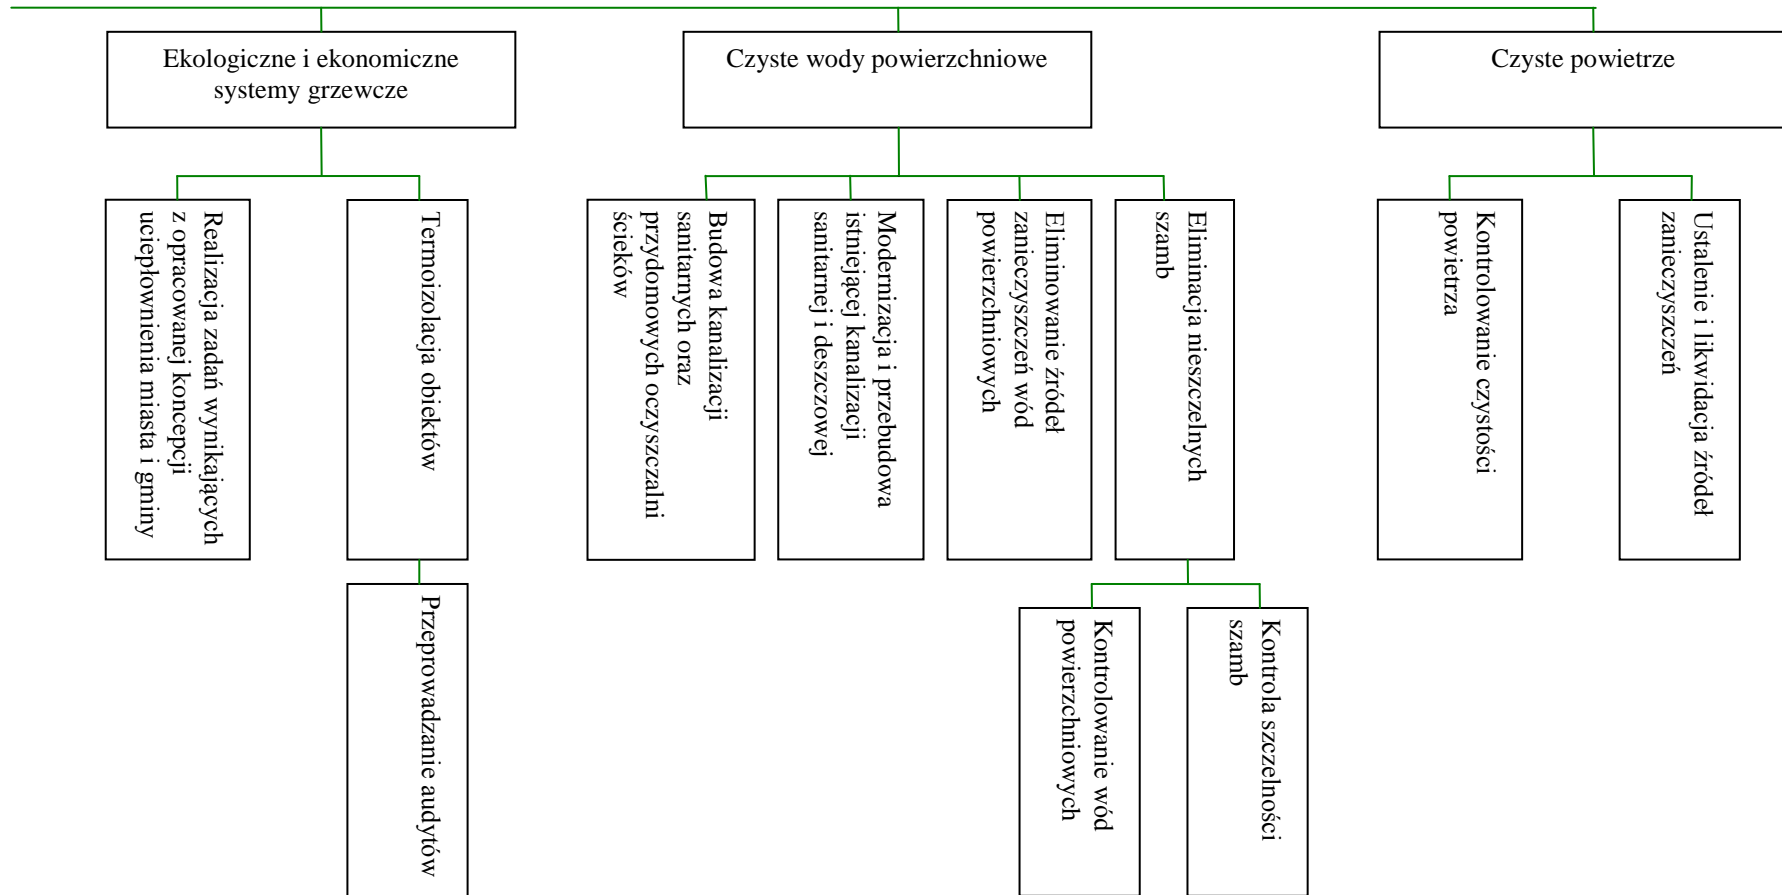 Ekologiczne i ekonomiczne
systemy grzewcze
Czyste wody powierzchniowe
Czyste powietrze
Realizacja zadań wynikających
z opracowanej koncepcji
uciepłownienia miasta i gminy
Termoizolacja obiektów
Budowa kanalizacji
sanitarnych oraz
przydomowych oczyszczalni
ścieków
Modernizacja i przebudowa
istniejącej kanalizacji
sanitarnej i deszczowej
Eliminowanie źródeł
zanieczyszczeń wód
powierzchniowych
Eliminacja nieszczelnych
szamb
Kontrolowanie czystości
powietrza
Ustalenie i likwidacja źródeł
zanieczyszczeń
Przeprowadzanie audytów
Kontrolowanie wód
powierzchniowych
Kontrola szczelności
szamb